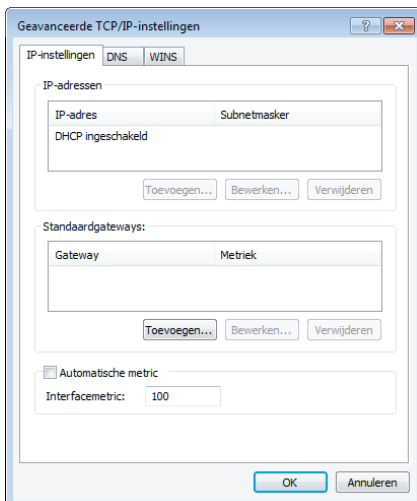 Geavanceerde TCP/IP-instellingen
IP-instellingen DNS WINS
IP-adressen
IP-adres Subnetmasker
DHCP ingeschakeld
Toevoegen... Bewerken... Verwijderen
Standaardgateways:
Gateway Metriek
Toevoegen... Bewerken... Verwijderen
Automatische metric
Interfacemetric: 100
OK Annuleren